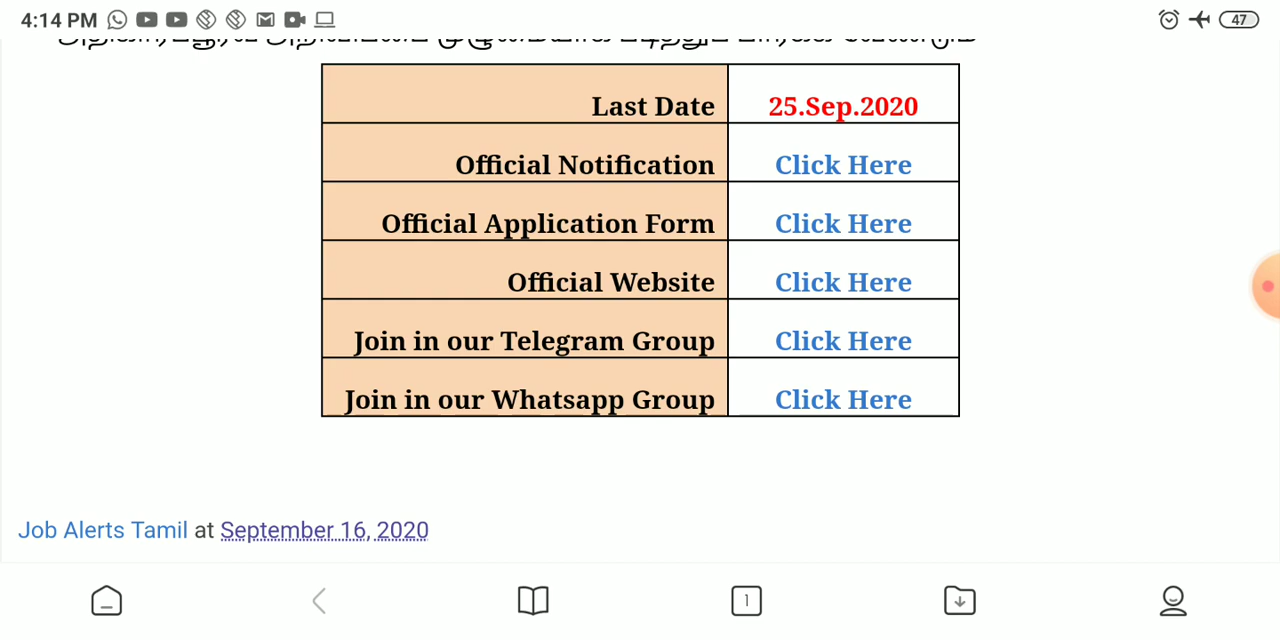 4:14 PM
47
Last Date 25.Sep.2020
Official Notification Click Here
Official Application Form Click Here
Official Website Click Here
Join in our Telegram Group Click Here
Join in our Whatsapp Group Click Here
Job Alerts Tamil at September 16, 2020
1